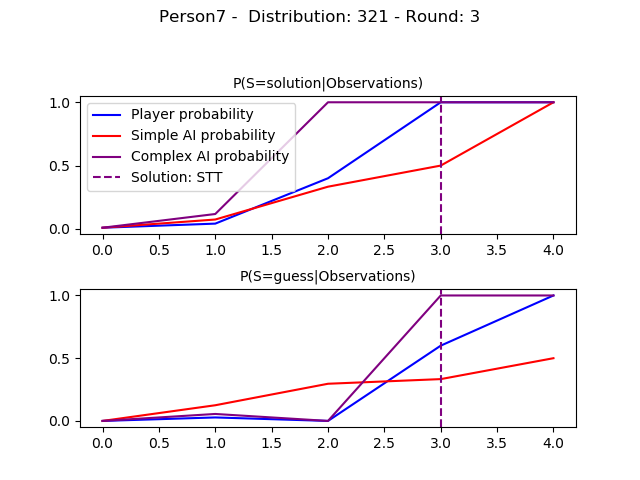 Person7 -  Distribution: 321 - Round: 3
P(S=solution|Observations)
1.0
0.5
0.0
Player probability
Simple AI probability
Complex AI probability
Solution: STT
0.0 0.5 1.0 1.5 2.0 2.5 3.0 3.5 4.0
P(S=guess|Observations)
1.0
0.5
0.0
0.0 0.5 1.0 1.5 2.0 2.5 3.0 3.5 4.0